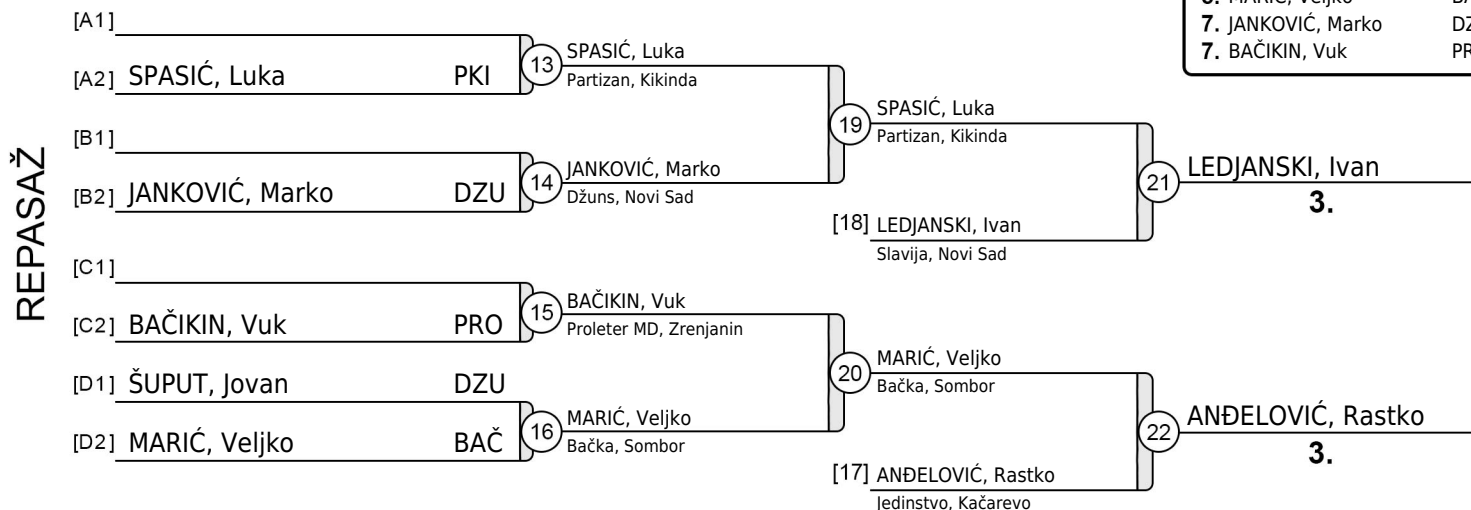 7. JANKOVIĆ, Marko
7. BAČIKIN, Vuk
REPASAŽ
[A1]
[A2] SPASIĆ, Luka PKI
13
SPASIĆ, Luka
Partizan, Kikinda
[B1]
[B2] JANKOVIĆ, Marko DZU
14
JANKOVIĆ, Marko
Džuns, Novi Sad
19
SPASIĆ, Luka
Partizan, Kikinda
[18] LEDJANSKI, Ivan
Slavija, Novi Sad
21
LEDJANSKI, Ivan
3.
[C1]
[C2] BAČIKIN, Vuk PRO
15
BAČIKIN, Vuk
Proleter MD, Zrenjanin
[D1] ŠUPUT, Jovan DZU
[D2] MARIĆ, Veljko BAČ
16
MARIĆ, Veljko
Bačka, Sombor
20
MARIĆ, Veljko
Bačka, Sombor
[17] ANĐELOVIĆ, Rastko
Jedinstvo, Kačarevo
22
ANĐELOVIĆ, Rastko
3.